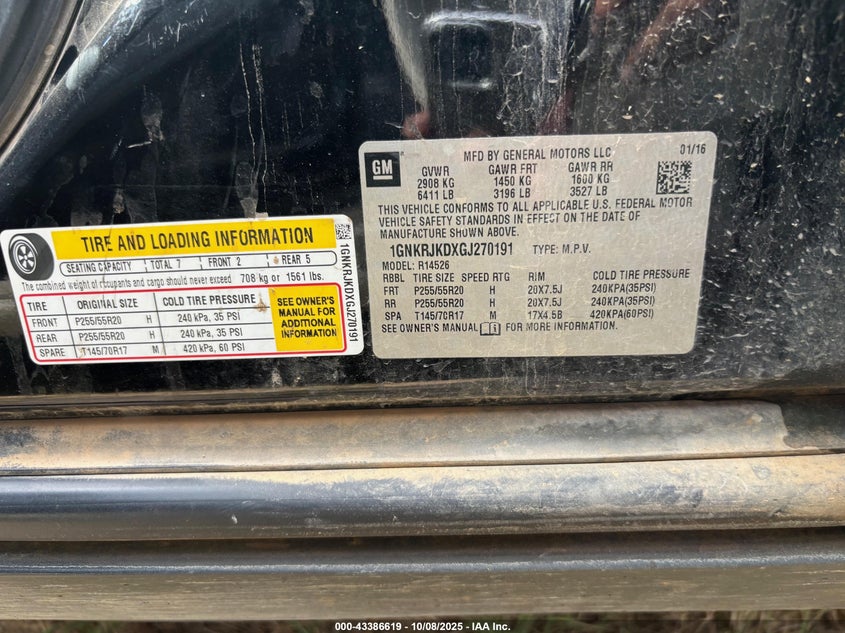 TIRE AND LOADING INFORMATION
SEATING CAPACITY TOTAL 7 FRONT 2 REAR 5
The combined weight of occupants and cargo should never exceed 708 kg or 1561 lbs.
TIRE ORIGINAL SIZE COLD TIRE PRESSURE
FRONT P255/55R20 H 240 kPa, 35 PSI
REAR P255/55R20 H 240 kPa, 35 PSI
SPARE T145/70R17 M 420 kPa, 60 PSI
SEE OWNER'S
MANUAL FOR
ADDITIONAL
INFORMATION
1GNKRJKDXGJ270191
GM
MFD BY GENERAL MOTORS LLC 01/16
GVWR GAWR FRT GAWR RR
2908 KG 1450 KG 1600 KG
6411 LB 3196 LB 3527 LB
THIS VEHICLE CONFORMS TO ALL APPLICABLE U.S. FEDERAL MOTOR
VEHICLE SAFETY STANDARDS IN EFFECT ON THE DATE OF
MANUFACTURE SHOWN ABOVE.
1GNKRJKDXGJ270191 TYPE: M.P.V.
MODEL: R14526
RBBL TIRE SIZE SPEED RTG RIM COLD TIRE PRESSURE
FRT P255/55R20 H 20X7.5J 240KPA(35PSI)
RR P255/55R20 H 20X7.5J 240KPA(35PSI)
SPA T145/70R17 M 17X4.5B 420KPA(60PSI)
SEE OWNER'S MANUAL FOR MORE INFORMATION.
000-43386619 - 10/08/2025 - IAA Inc.